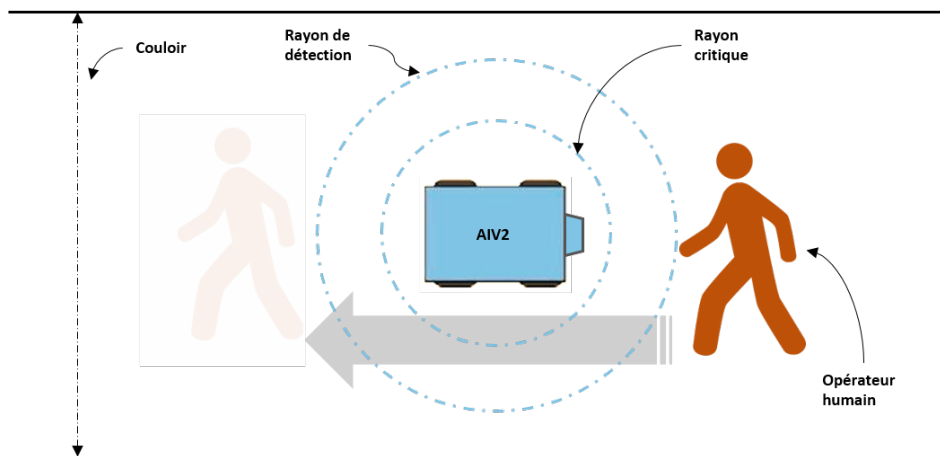 Couloir
Rayon de
détection
Rayon
critique
AIV2
Opérateur
humain